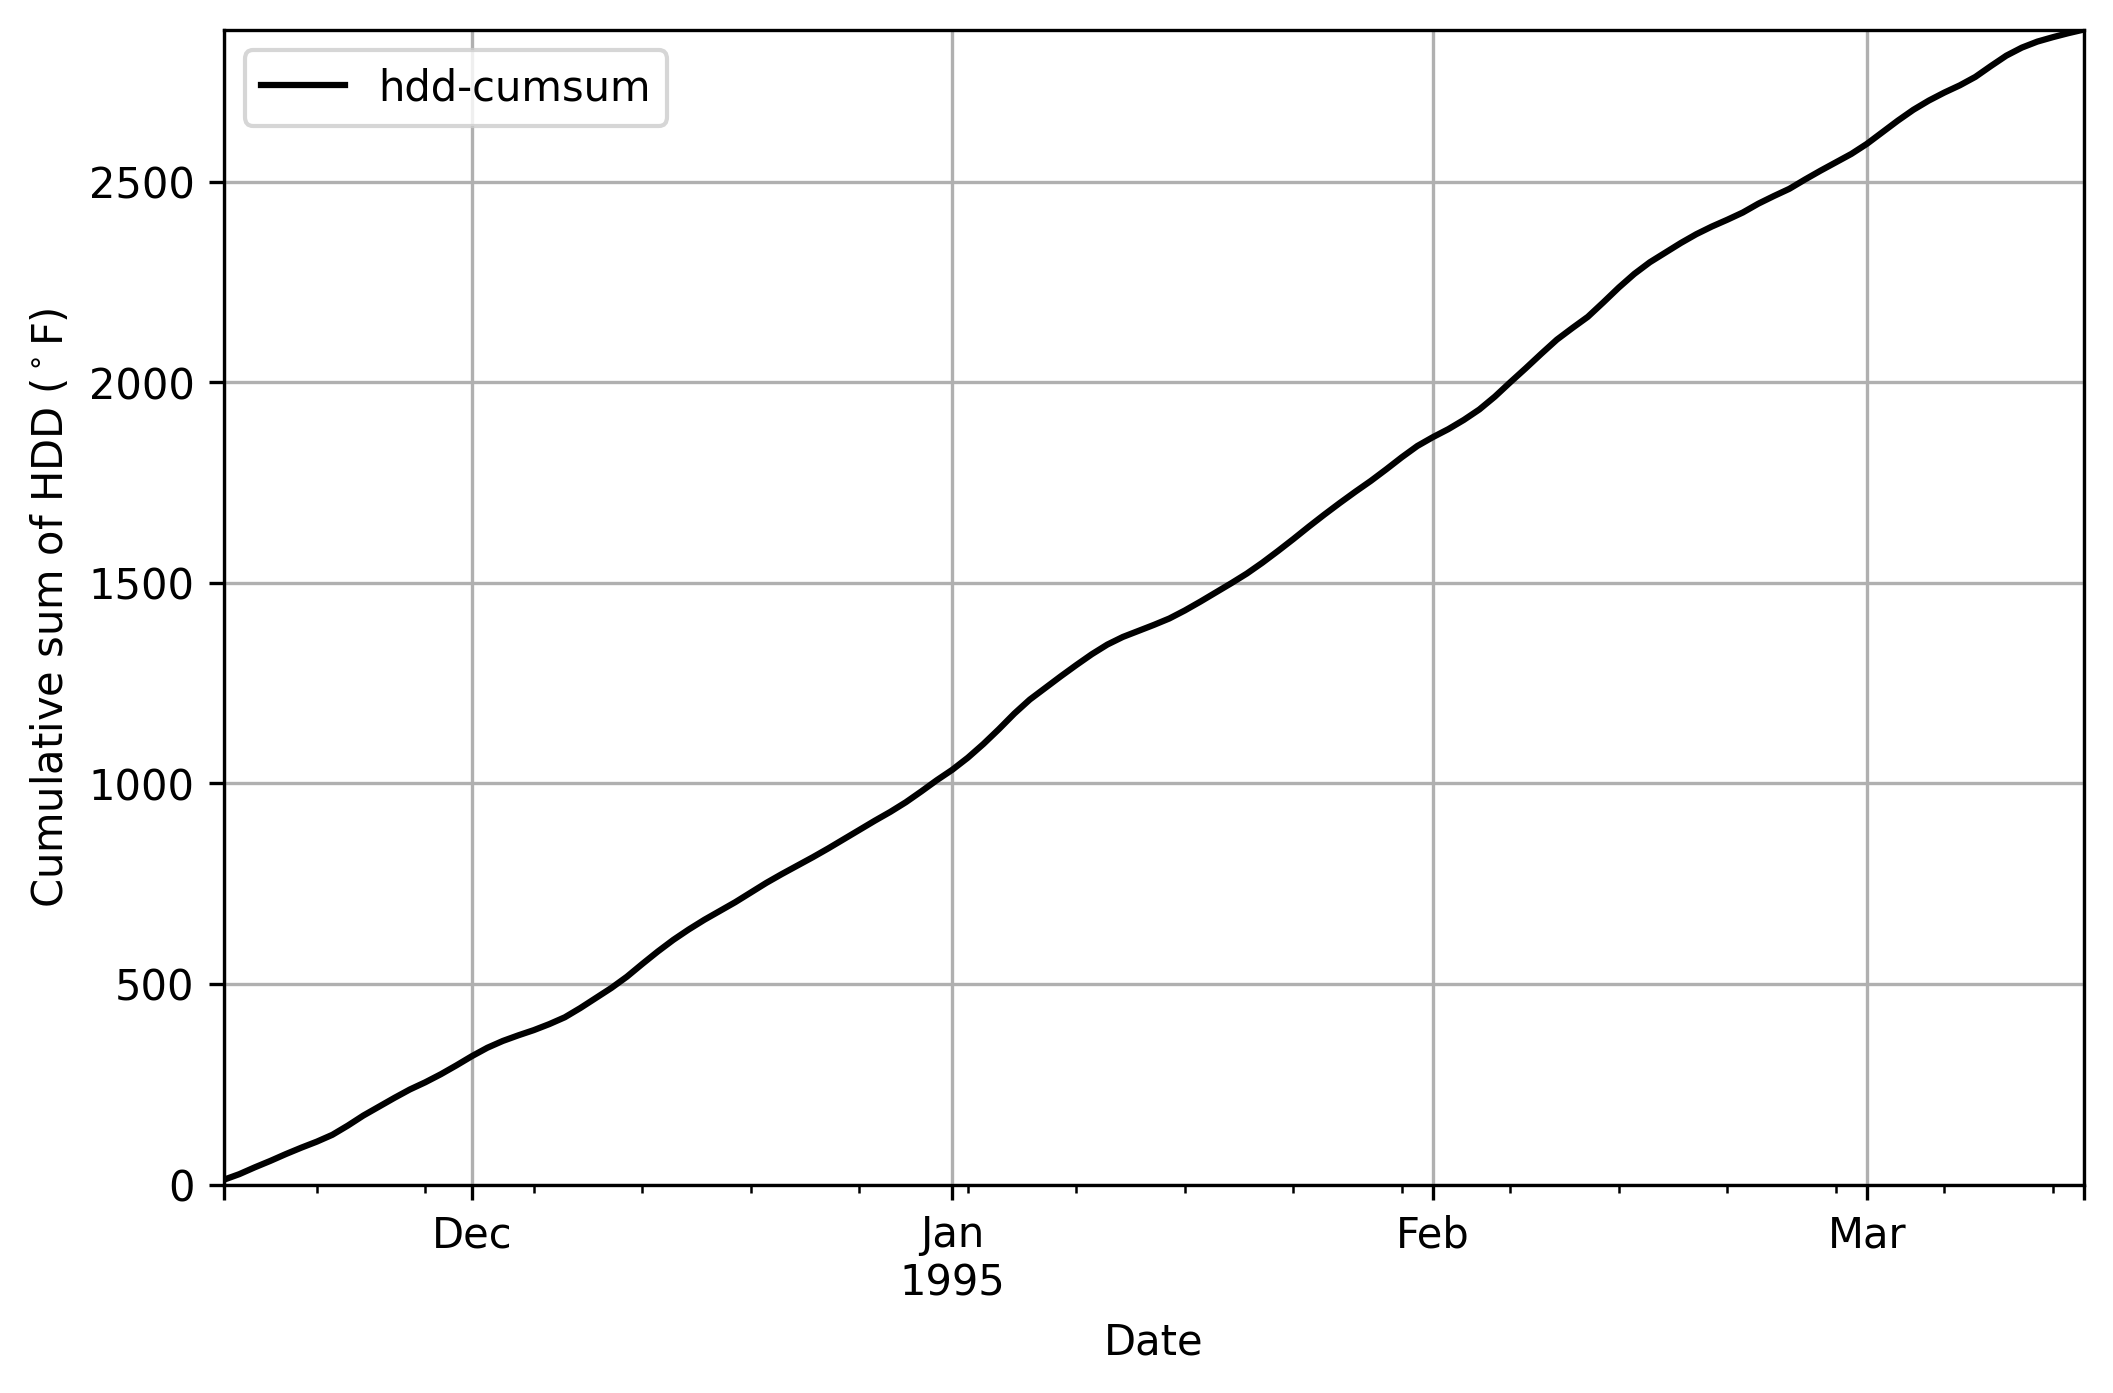 hdd-cumsum
Cumulative sum of HDD (°F)
2500
2000
1500
1000
500
0
Dec
Jan
1995
Feb
Mar
Date